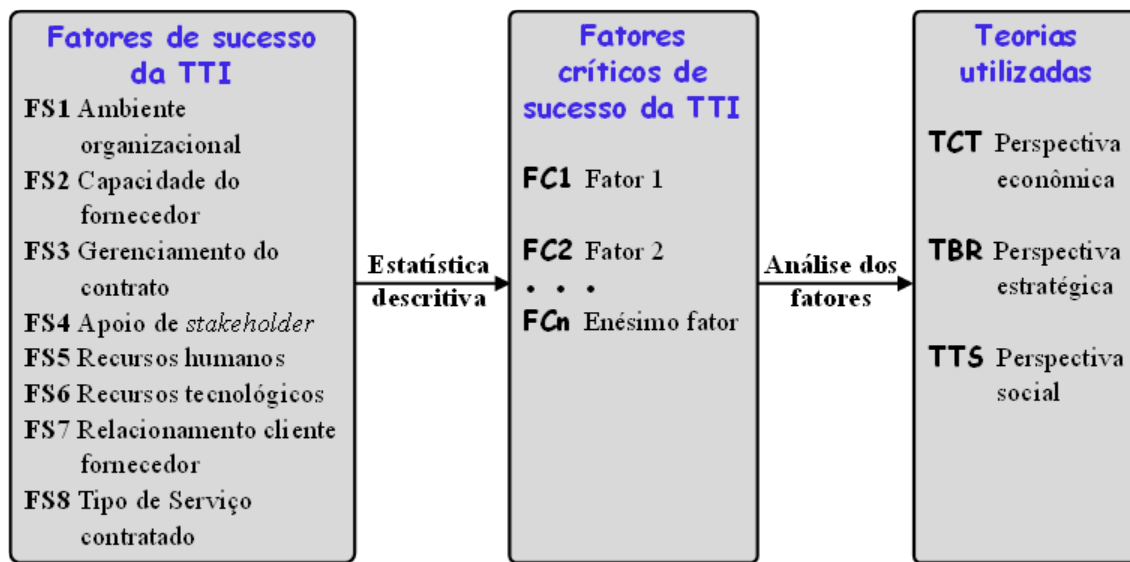 Fatores de sucesso
da TTI
FS1 Ambiente
organizacional
FS2 Capacidade do
fornecedor
FS3 Gerenciamento do
contrato
FS4 Apoio de stakeholder
FS5 Recursos humanos
FS6 Recursos tecnológicos
FS7 Relacionamento cliente
fornecedor
FS8 Tipo de Serviço
contratado
Estatística
descritiva
Fatores
críticos de
sucesso da TTI
FC1 Fator 1
FC2 Fator 2
. . .
FCn Enésimo fator
Análise dos
fatores
Teorias
utilizadas
TCT Perspectiva
econômica
TBR Perspectiva
estratégica
TTS Perspectiva
social